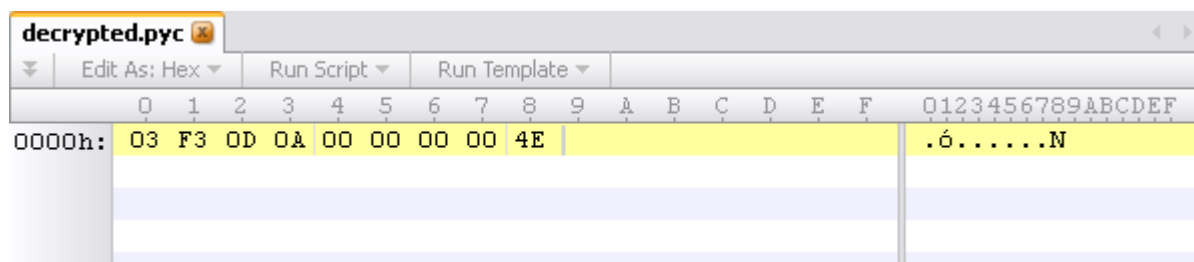 decrypted.pyc
Edit As: Hex Run Script Run Template
0 1 2 3 4 5 6 7 8 9 A B C D E F 0123456789ABCDEF
0000h: 03 F3 0D 0A 00 00 00 00 4E .ó......N